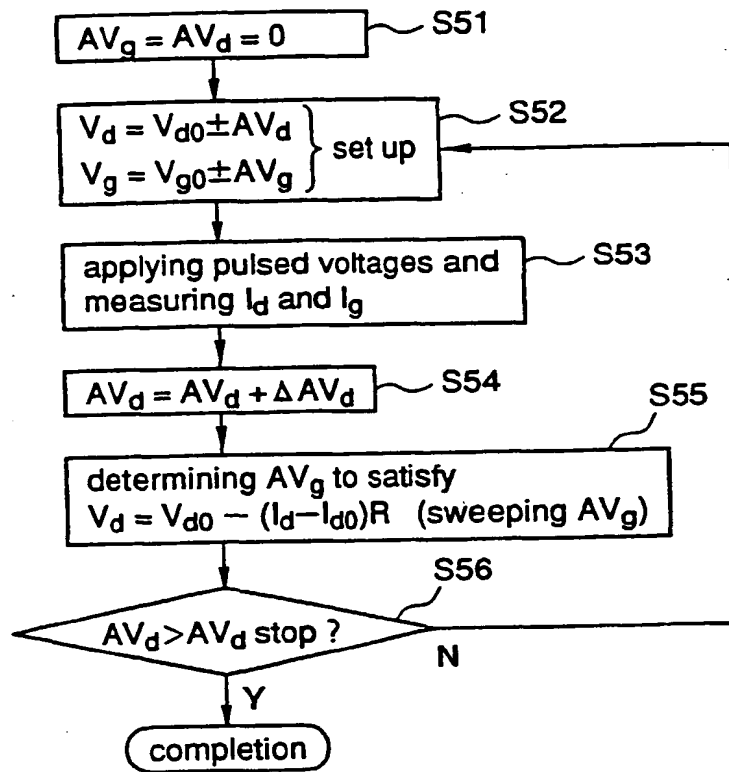 AVg = AVd = 0
S51
Vd = Vd0 ± AVd
Vg = Vg0 ± AVg
} set up
S52
applying pulsed voltages and
measuring Id and Ig
S53
AVd = AVd + Δ AVd
S54
S55
determining AVg to satisfy
Vd = Vd0 − (Id−Id0)R (sweeping AVg)
S56
AVd > AVd stop ?
N
Y
completion